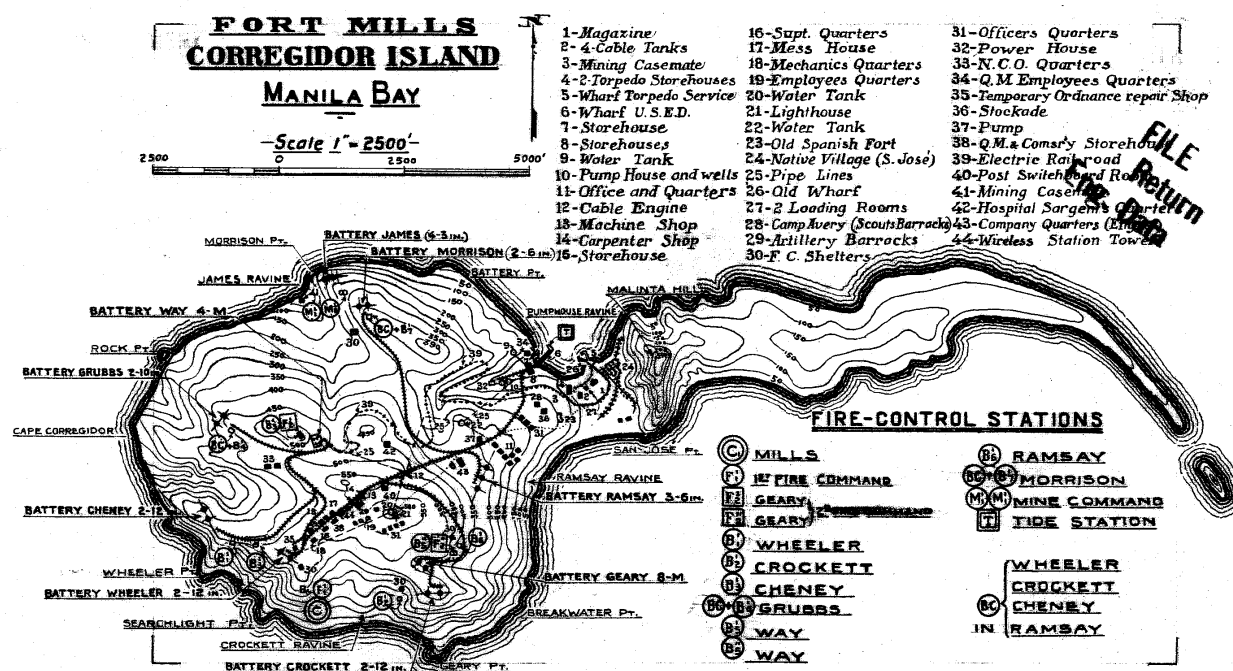 FORT MILLS
CORREGIDOR ISLAND
MANILA BAY
Scale 1" = 2500'
2500 0 2500 5000'
N
1-Magazine
2-4-Cable Tanks
3-Mining Casemate
4-2-Torpedo Storehouses
5-Wharf Torpedo Service
6-Wharf U.S.E.D.
7-Storehouse
8-Storehouses
9-Water Tank
10-Pump House and wells
11-Office and Quarters
12-Cable Engine
13-Machine Shop
14-Carpenter Shop
15-Storehouse
16-Supt. Quarters
17-Mess House
18-Mechanics Quarters
19-Employees Quarters
20-Water Tank
21-Lighthouse
22-Water Tank
23-Old Spanish Fort
24-Native Village (S. José)
25-Pipe Lines
26-Old Wharf
27-2 Loading Rooms
28-Camp Avery (Scouts Barracks)
29-Artillery Barracks
30-F. C. Shelters
31-Officers Quarters
32-Power House
33-N.C.O. Quarters
34-Q.M. Employees Quarters
35-Temporary Ordnance repair Shop
36-Stockade
37-Pump
38-Q.M. & Comsr'y Storehouse
39-Electric Railroad
40-Post Switchboard Room
41-Mining Casemate
42-Hospital Sargents Quarters
43-Company Quarters
44-Wireless Station Tower
FILE
Return
Eng. Data
MORRISON PT.
BATTERY JAMES (4-3 IN.)
BATTERY MORRISON (2-6 IN)
BATTERY PT.
JAMES RAVINE
MALINTA HILL
BATTERY WAY 4-M
PUMPHOUSE RAVINE
ROCK PT.
BATTERY GRUBBS 2-10 IN.
CAPE CORREGIDOR
SAN JOSE PT.
RAMSAY RAVINE
BATTERY RAMSAY 3-6 IN.
BATTERY CHENEY 2-12
WHEELER PT.
BATTERY WHEELER 2-12 IN.
BATTERY GEARY 8-M
BREAKWATER PT.
SEARCHLIGHT PT.
CROCKETT RAVINE
BATTERY CROCKETT 2-12 IN.
GEARY PT.
FIRE-CONTROL STATIONS
MILLS
1ST FIRE COMMAND
GEARY
GEARY
WHEELER
CROCKETT
CHENEY
GRUBBS
WAY
WAY
RAMSAY
MORRISON
MINE COMMAND
T TIDE STATION
WHEELER
CROCKETT
BC CHENEY
IN RAMSAY